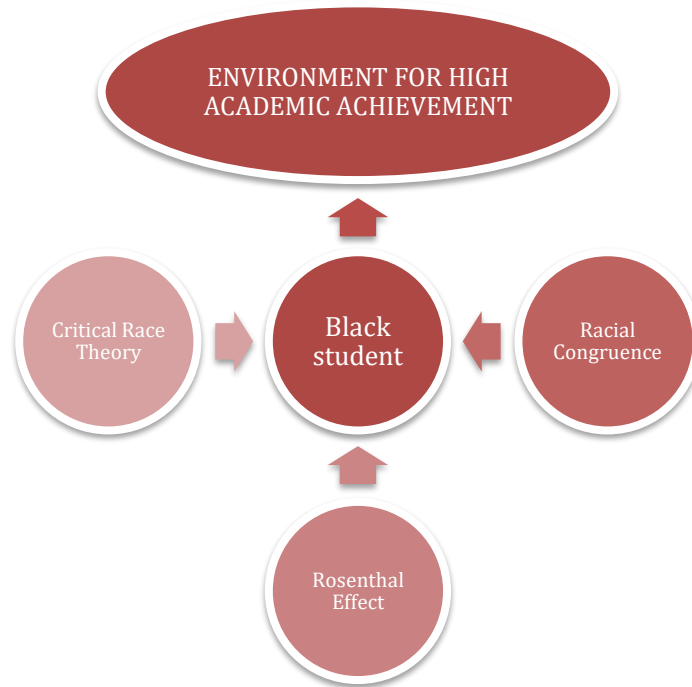 ENVIRONMENT FOR HIGH
ACADEMIC ACHIEVEMENT
Critical Race
Theory
Black
student
Racial
Congruence
Rosenthal
Effect